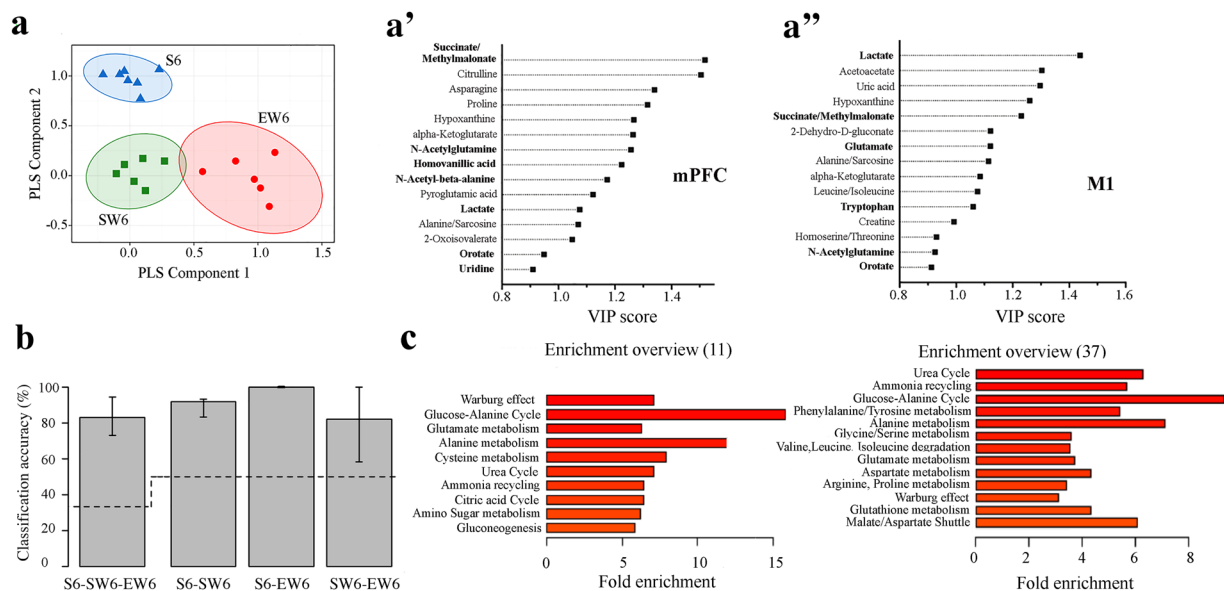 a
S6
EW6
SW6
PLS Component 2
1.0
0.5
0.0
-0.5
0.0
0.5
1.0
1.5
PLS Component 1
a'
Succinate/
Methylmalonate
Citrulline
Asparagine
Proline
Hypoxanthine
alpha-Ketoglutarate
N-Acetylglutamine
Homovanillic acid
N-Acetyl-beta-alanine
Pyroglutamic acid
Lactate
Alanine/Sarcosine
2-Oxoisovalerate
Orotate
Uridine
mPFC
0.8
1.0
1.2
1.4
VIP score
a''
Lactate
Acetoacetate
Uric acid
Hypoxanthine
Succinate/Methylmalonate
2-Dehydro-D-gluconate
Glutamate
Alanine/Sarcosine
alpha-Ketoglutarate
Leucine/Isoleucine
Tryptophan
Creatine
Homoserine/Threonine
N-Acetylglutamine
Orotate
M1
0.8
1.0
1.2
1.4
1.6
VIP score
b
Classification accuracy (%)
100
80
60
40
20
0
S6-SW6-EW6
S6-SW6
S6-EW6
SW6-EW6
c
Enrichment overview (11)
Warburg effect
Glucose-Alanine Cycle
Glutamate metabolism
Alanine metabolism
Cysteine metabolism
Urea Cycle
Ammonia recycling
Citric acid Cycle
Amino Sugar metabolism
Gluconeogenesis
0
5
10
15
Fold enrichment
Enrichment overview (37)
Urea Cycle
Ammonia recycling
Glucose-Alanine Cycle
Phenylalanine/Tyrosine metabolism
Alanine metabolism
Glycine/Serine metabolism
Valine,Leucine, Isoleucine degradation
Glutamate metabolism
Aspartate metabolism
Arginine, Proline metabolism
Warburg effect
Glutathione metabolism
Malate/Aspartate Shuttle
0
2
4
6
8
Fold enrichment